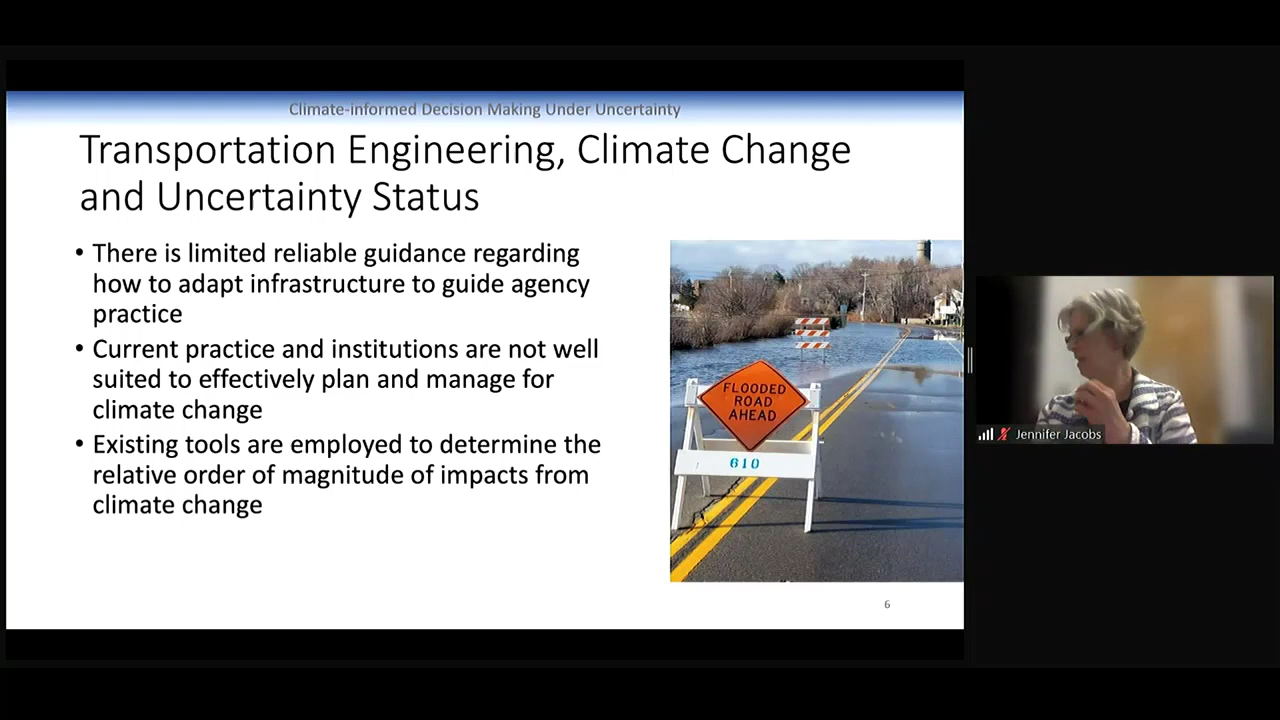 Climate-informed Decision Making Under Uncertainty
Transportation Engineering, Climate Change
and Uncertainty Status
• There is limited reliable guidance regarding
how to adapt infrastructure to guide agency
practice
• Current practice and institutions are not well
suited to effectively plan and manage for
climate change
• Existing tools are employed to determine the
relative order of magnitude of impacts from
climate change
FLOODED
ROAD
AHEAD
610
6
Jennifer Jacobs